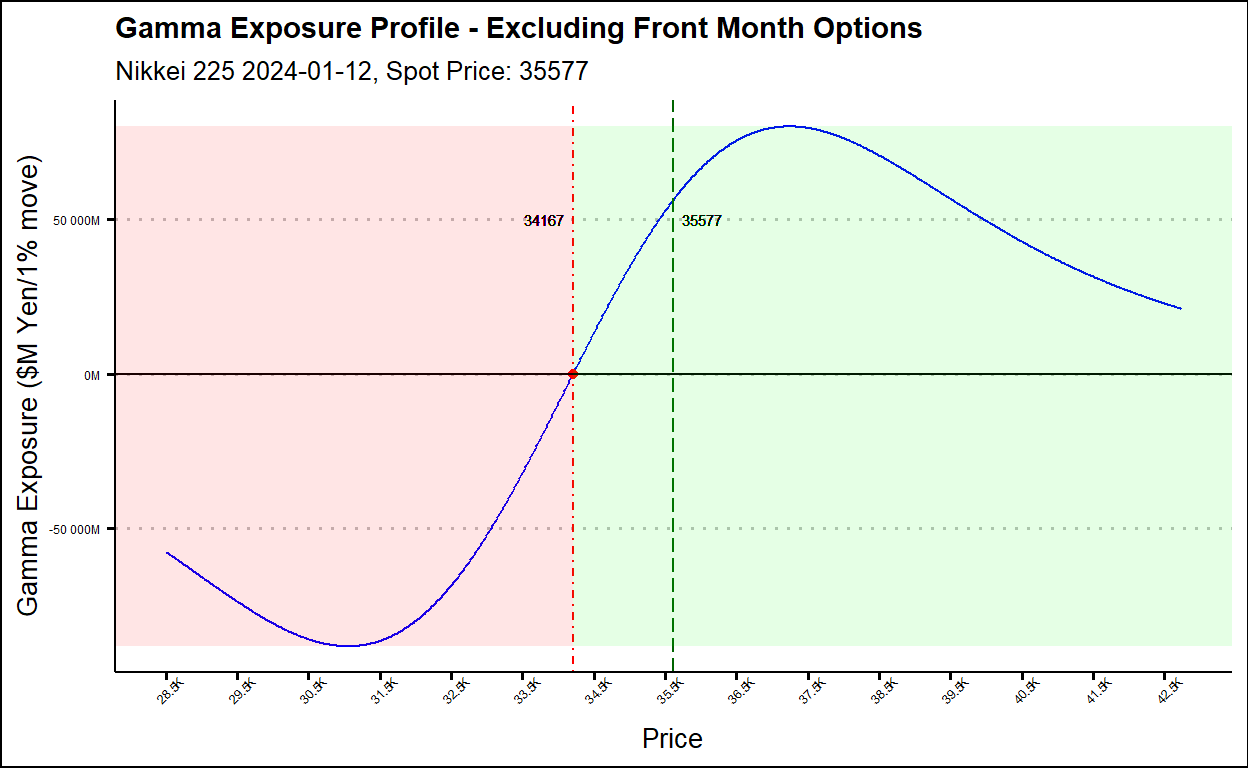 Gamma Exposure Profile - Excluding Front Month Options
Nikkei 225 2024-01-12, Spot Price: 35577
Gamma Exposure ($M Yen/1% move)
50 000M
0M
-50 000M
34167
35577
28.5K
29.5K
30.5K
31.5K
32.5K
33.5K
34.5K
35.5K
36.5K
37.5K
38.5K
39.5K
40.5K
41.5K
42.5K
Price